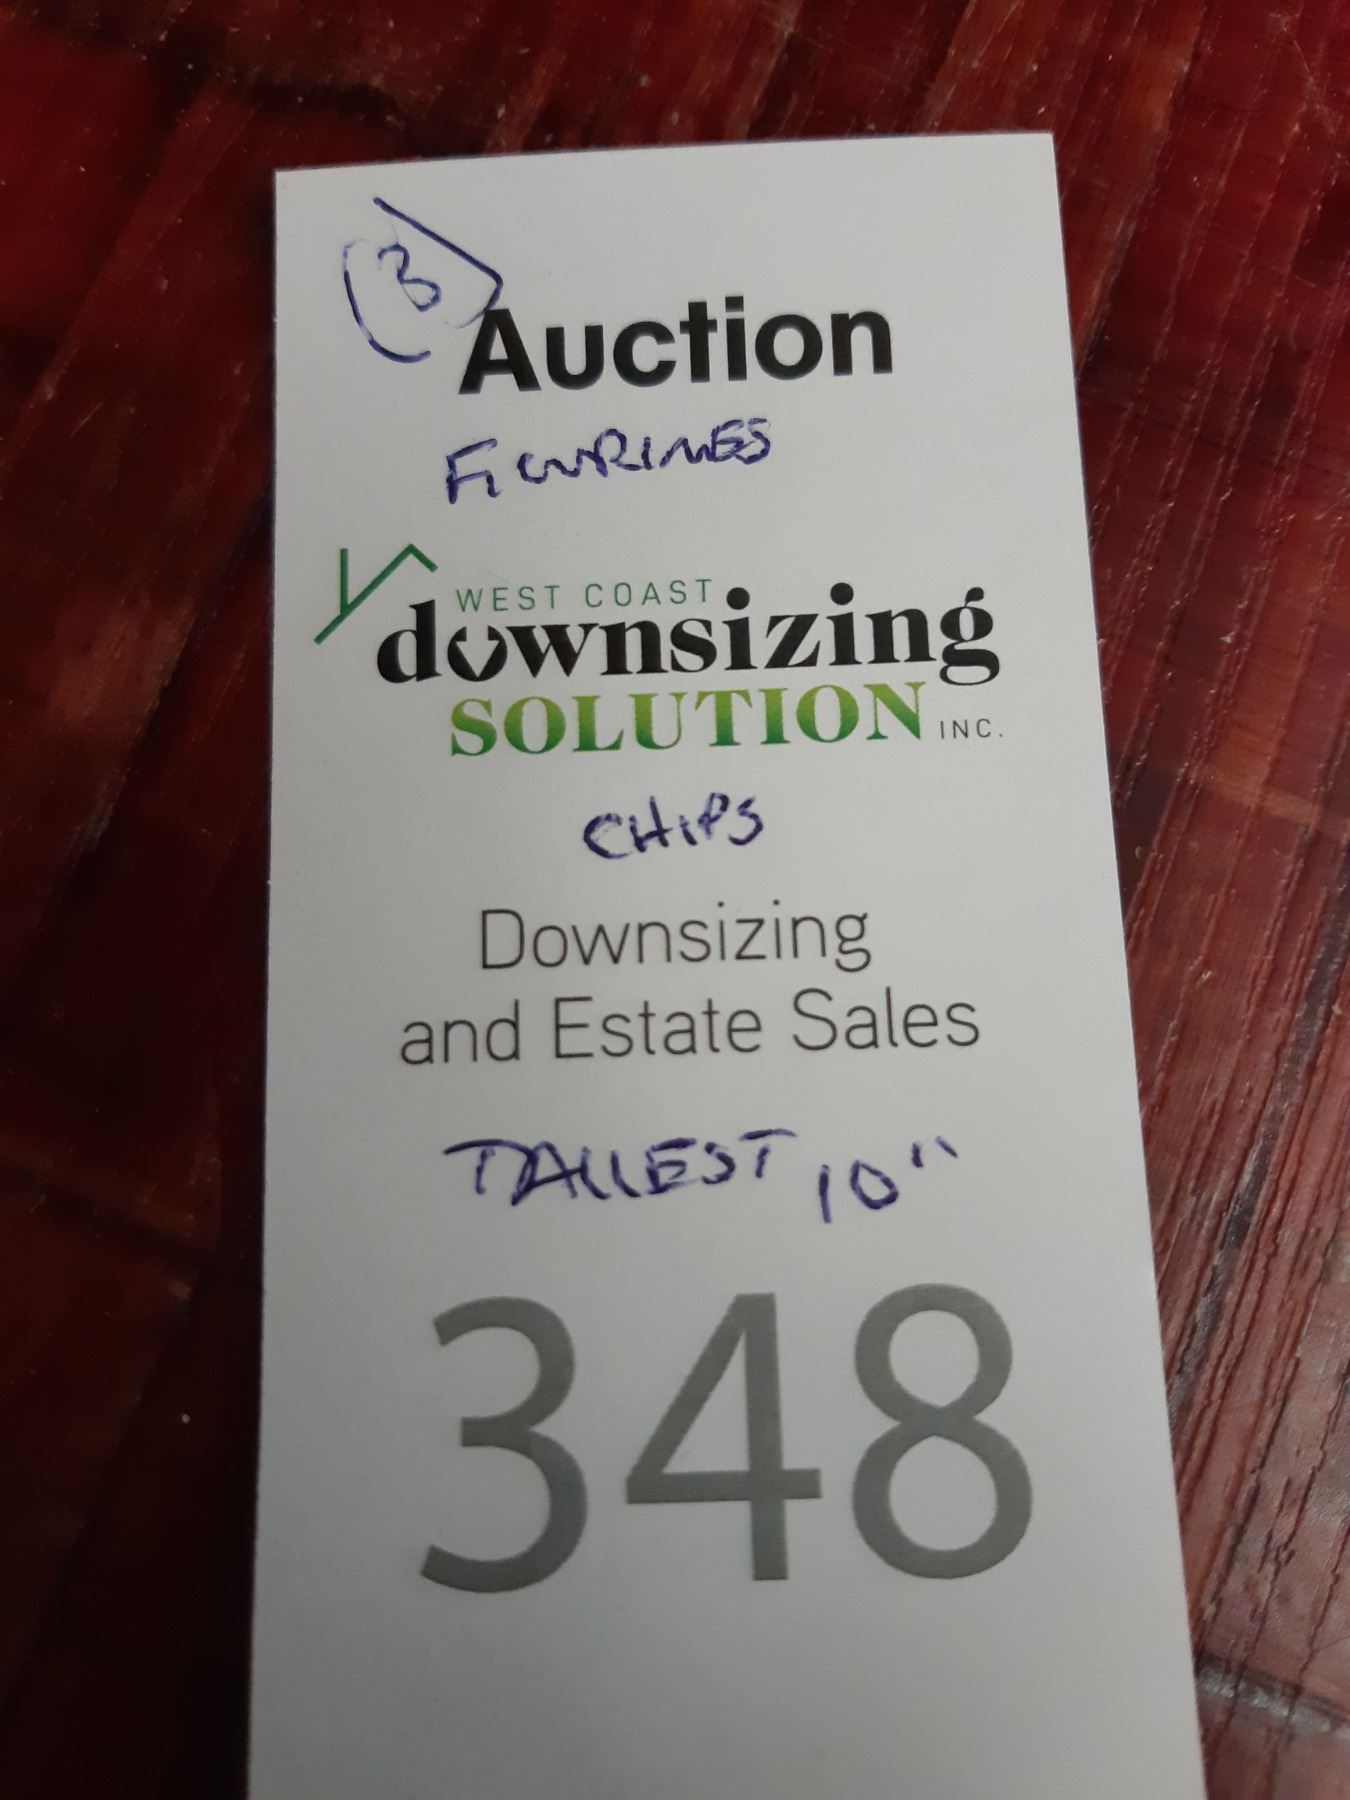 3
Auction
FIGURINES
WEST COAST
downsizing
SOLUTION INC.
CHIPS
Downsizing
and Estate Sales
TALLEST 10"
348